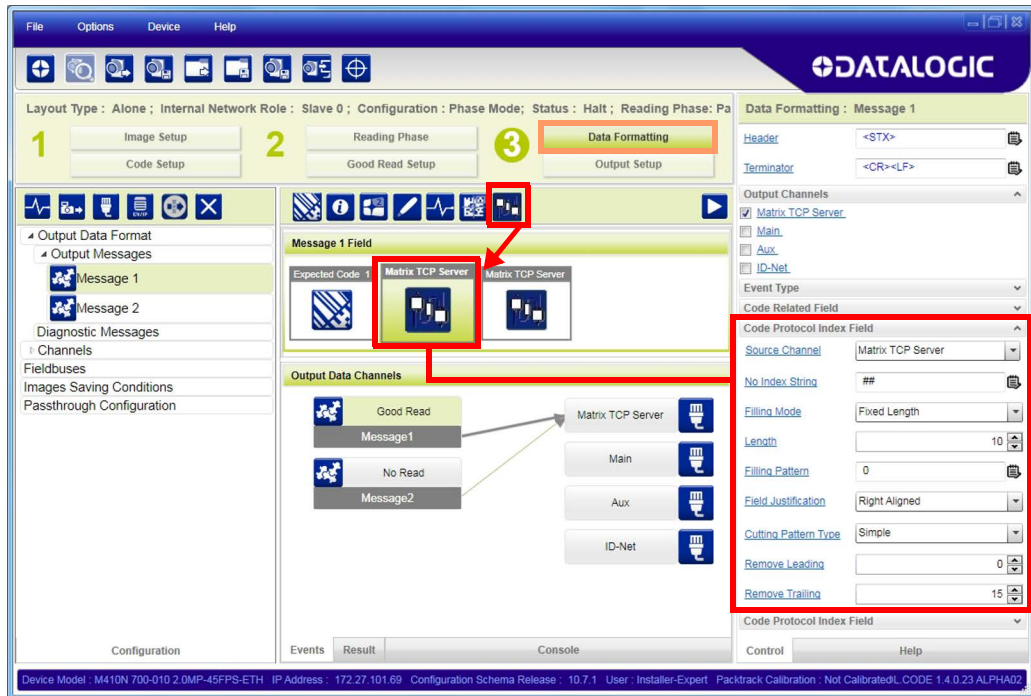 File Options Device Help
DATALOGIC
Layout Type : Alone ; Internal Network Role : Slave 0 ; Configuration : Phase Mode; Status : Halt ; Reading Phase: Pa
1
Image Setup
Code Setup
2
Reading Phase
Good Read Setup
3
Data Formatting
Output Setup
EN/IP
Output Data Format
Output Messages
Message 1
Message 2
Diagnostic Messages
Channels
Fieldbuses
Images Saving Conditions
Passthrough Configuration
Configuration
Message 1 Field
Expected Code 1
Matrix TCP Server
Matrix TCP Server
Output Data Channels
Good Read
Message1
No Read
Message2
Matrix TCP Server
Main
Aux
ID-Net
Events Result Console
Data Formatting : Message 1
Header <STX>
Terminator <CR><LF>
Output Channels
Matrix TCP Server
Main
Aux
ID-Net
Event Type
Code Related Field
Code Protocol Index Field
Source Channel Matrix TCP Server
No Index String ##
Filling Mode Fixed Length
Length 10
Filling Pattern 0
Field Justification Right Aligned
Cutting Pattern Type Simple
Remove Leading 0
Remove Trailing 15
Code Protocol Index Field
Control Help
Device Model : M410N 700-010 2.0MP-45FPS-ETH IP Address : 172.27.101.69 Configuration Schema Release : 10.7.1 User : Installer-Expert Packtrack Calibration : Not Calibrated L.CODE 1.4.0.23 ALPHA02